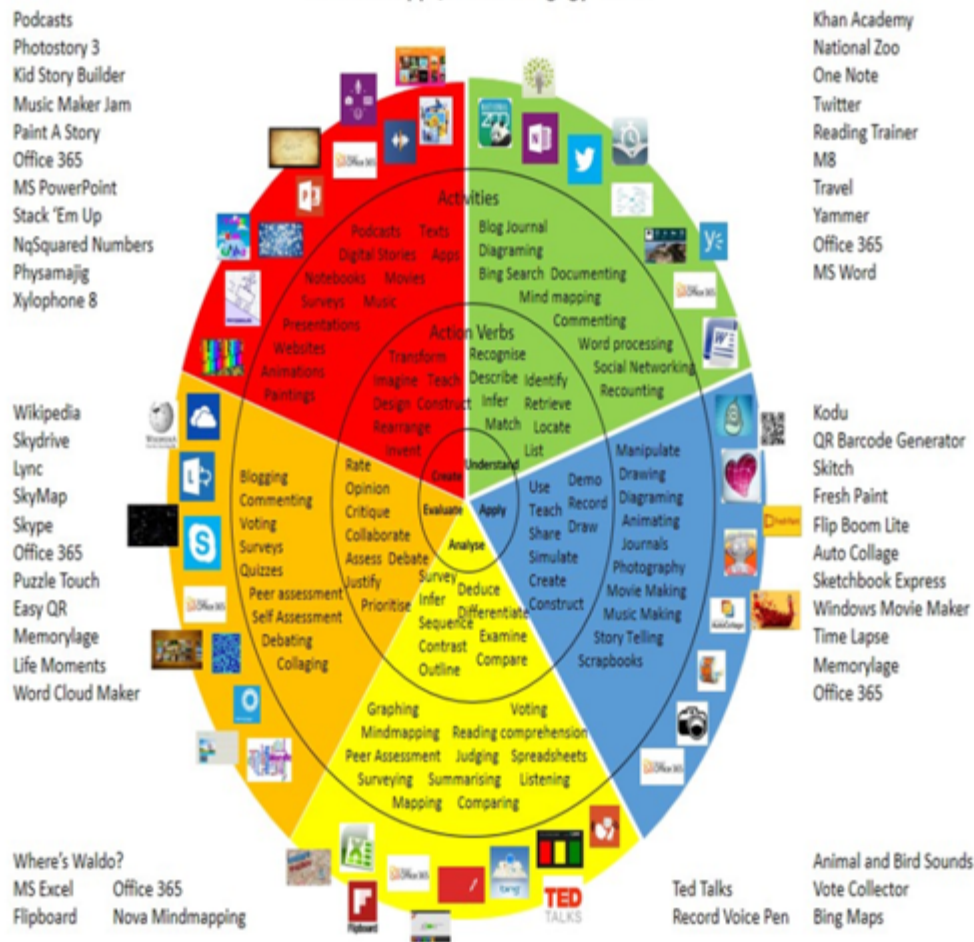 Podcasts
Photostory 3
Kid Story Builder
Music Maker Jam
Paint A Story
Office 365
MS PowerPoint
Stack 'Em Up
NqSquared Numbers
Physamajig
Xylophone 8
Khan Academy
National Zoo
One Note
Twitter
Reading Trainer
M8
Travel
Yammer
Office 365
MS Word
Activities
Podcasts Texts
Digital Stories Apps
Notebooks Movies
Surveys Music
Presentations
Websites
Animations
Paintings
Blog Journal
Diagraming
Bing Search Documenting
Mind mapping
Commenting
Word processing
Social Networking
Recounting
Action Verbs
Transform
Imagine Teach
Design Construct
Rearrange
Invent
Create
Recognise
Describe Identify
Infer Retrieve
Match Locate
List
Understand
Wikipedia
Skydrive
Lync
SkyMap
Skype
Office 365
Puzzle Touch
Easy QR
Memorylage
Life Moments
Word Cloud Maker
Blogging
Commenting
Voting
Surveys
Quizzes
Peer assessment
Self Assessment
Debating
Collaging
Rate
Opinion
Critique
Collaborate
Assess Debate
Justify
Prioritise
Evaluate
Apply
Analyse
Use Demo
Teach Record
Share Draw
Simulate
Create
Construct
Manipulate
Drawing
Diagraming
Animating
Journals
Photography
Movie Making
Music Making
Story Telling
Scrapbooks
Kodu
QR Barcode Generator
Skitch
Fresh Paint
Flip Boom Lite
Auto Collage
Sketchbook Express
Windows Movie Maker
Time Lapse
Memorylage
Office 365
Survey Deduce
Infer Differentiate
Sequence Examine
Contrast Compare
Outline
Graphing Voting
Mindmapping Reading comprehension
Peer Assessment Judging Spreadsheets
Surveying Summarising Listening
Mapping Comparing
Where's Waldo?
MS Excel Office 365
Flipboard Nova Mindmapping
Flipboard
bing
TED
TALKS
Ted Talks
Record Voice Pen
Animal and Bird Sounds
Vote Collector
Bing Maps